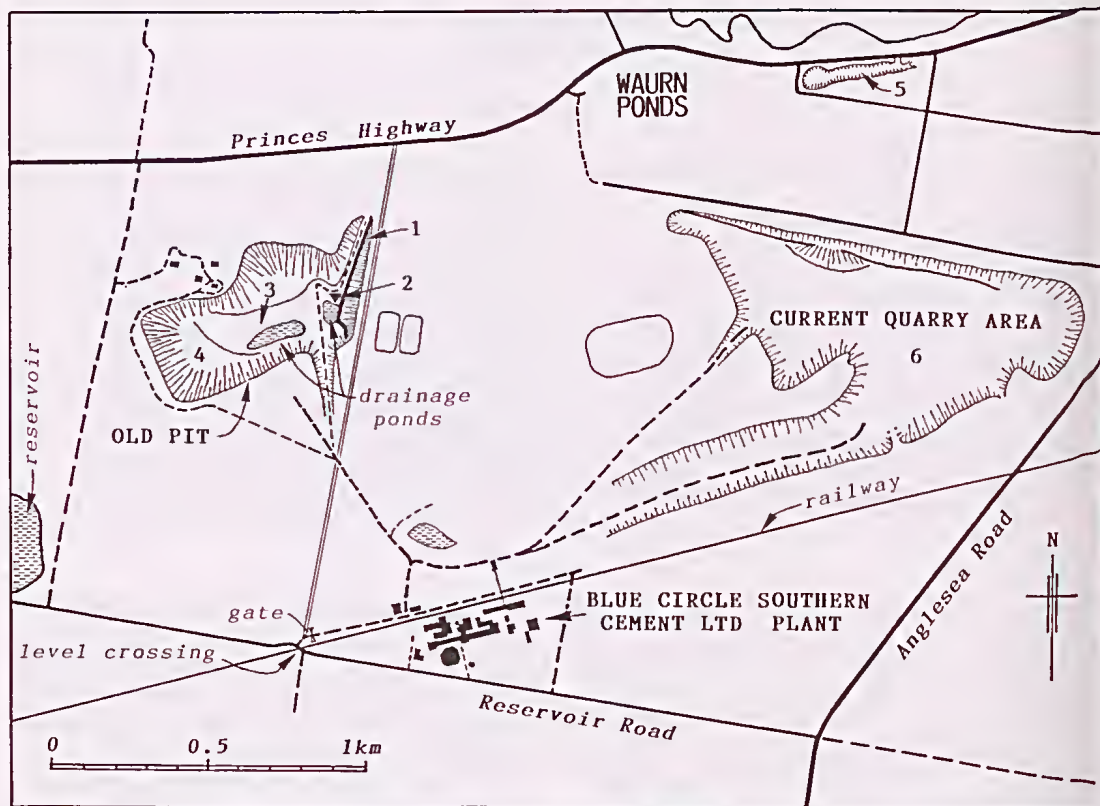 WAURN
PONDS
5
Princes Highway
1
2
3
4
CURRENT QUARRY AREA
6
drainage
ponds
OLD PIT
reservoir
railway
N
Anglesea Road
gate
level crossing
BLUE CIRCLE SOUTHERN
CEMENT LTD PLANT
Reservoir Road
0 0.5 1km